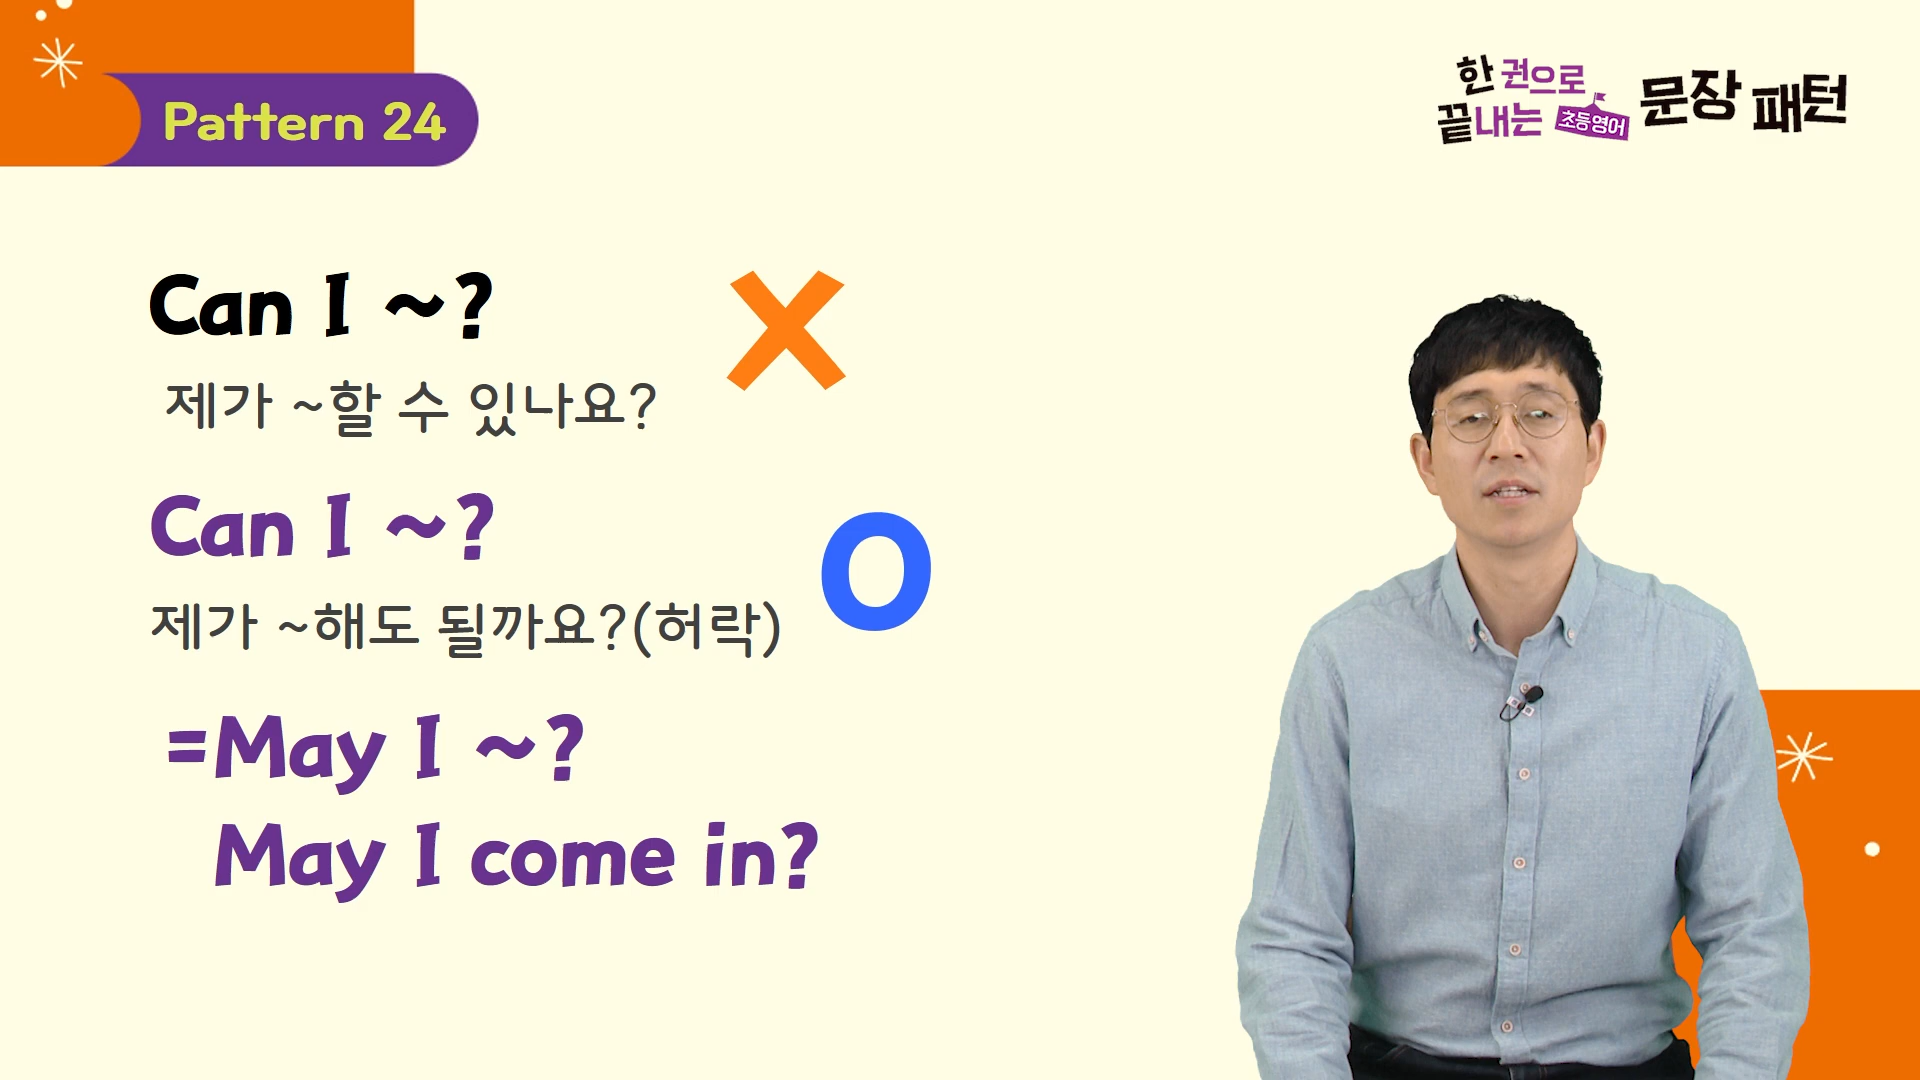 Pattern 24
한 권으로
끝내는 초등영어 문장 패턴
Can I ~?
제가 ~할 수 있나요?
X
Can I ~?
제가 ~해도 될까요?(허락)
O
=May I ~?
May I come in?